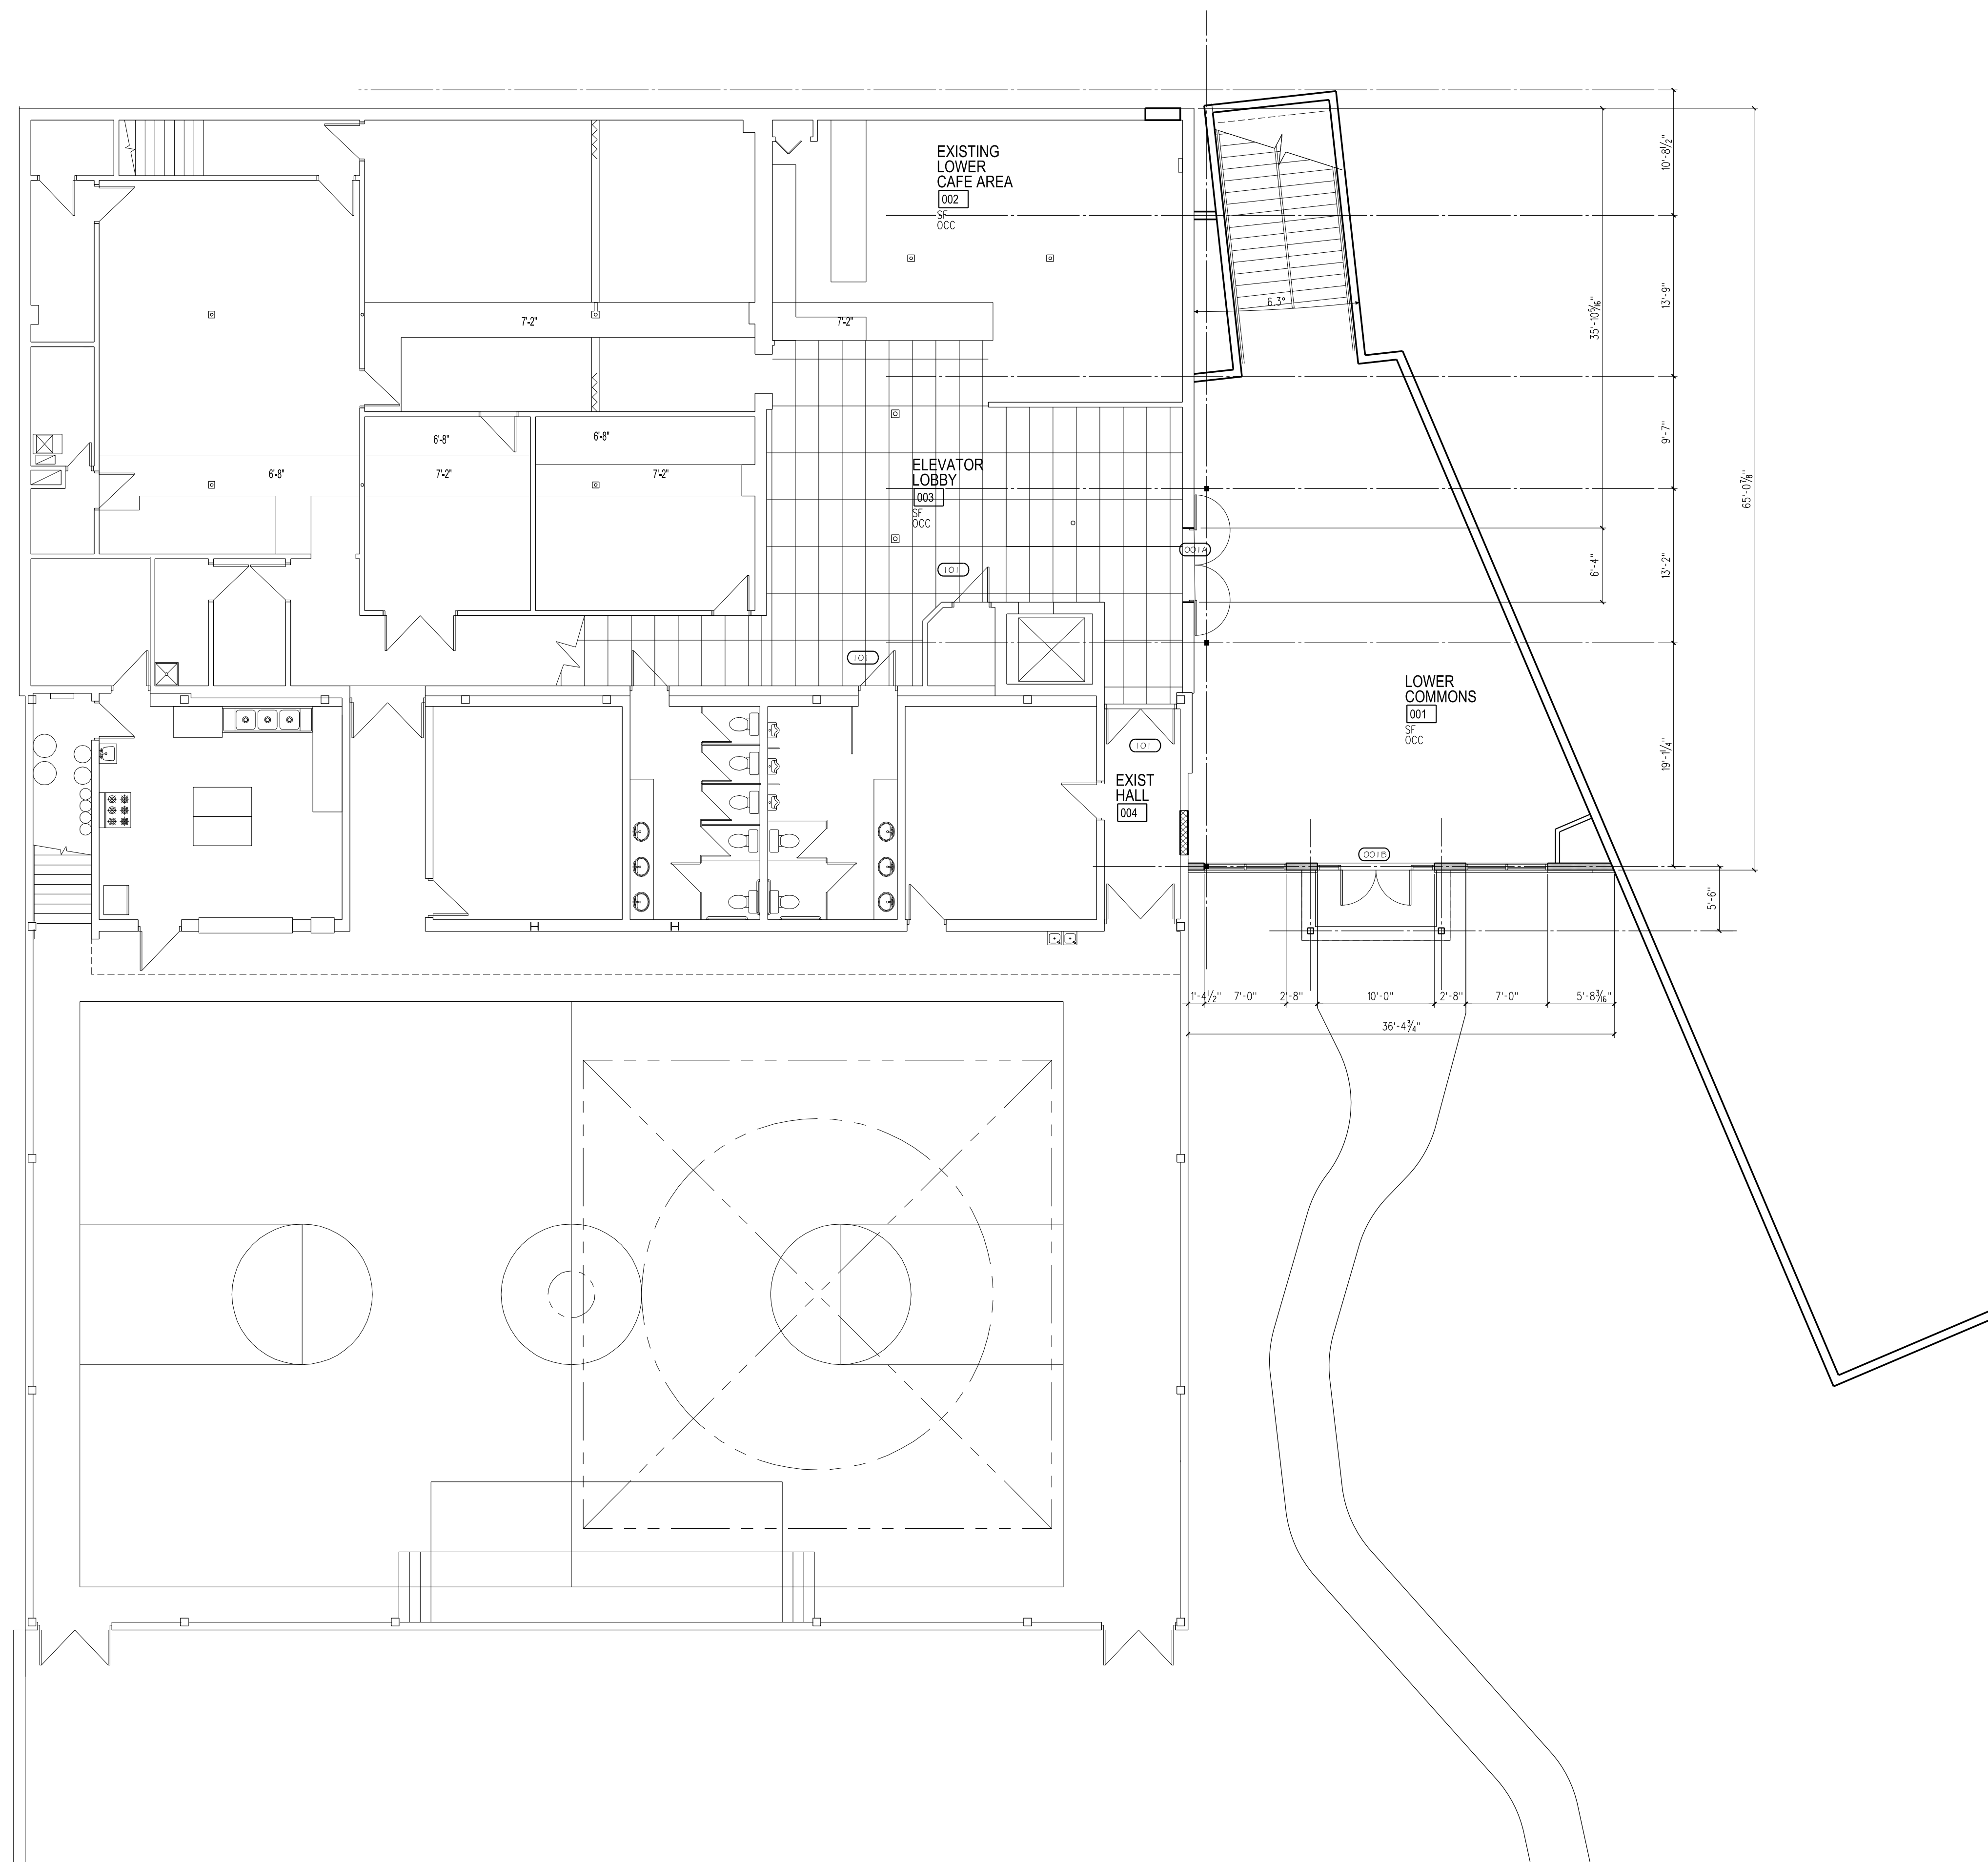 EXISTING
LOWER
CAFE AREA
002
SF
OCC
10'-8½"
13'-9"
6.3°
35'-10⁵⁄₁₆"
7'-2"
7'-2"
6'-8"
6'-8"
9'-7"
ELEVATOR
LOBBY
003
SF
OCC
6'-8"
7'-2"
7'-2"
65'-0⅞"
001A
101
6'-4"
13'-2"
101
LOWER
COMMONS
001
SF
OCC
101
19'-1¼"
EXIST
HALL
004
001B
5'-6"
1'-4½"
7'-0"
2'-8"
10'-0"
2'-8"
7'-0"
5'-8³⁄₁₆"
36'-4¾"